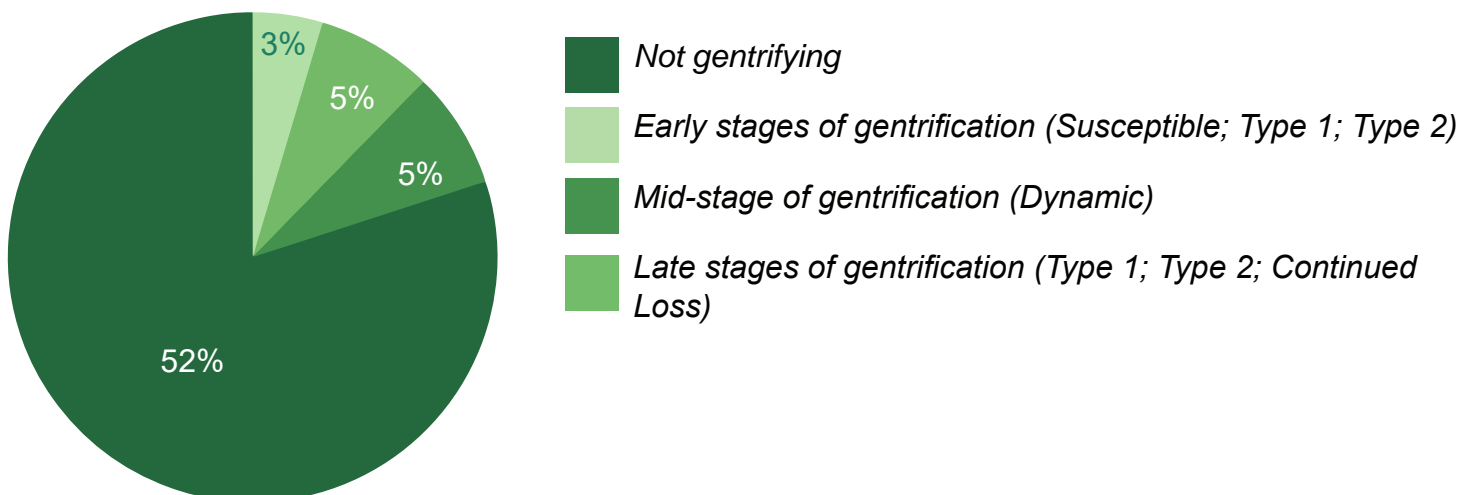 3%
5%
5%
52%
Not gentrifying
Early stages of gentrification (Susceptible; Type 1; Type 2)
Mid-stage of gentrification (Dynamic)
Late stages of gentrification (Type 1; Type 2; Continued
Loss)